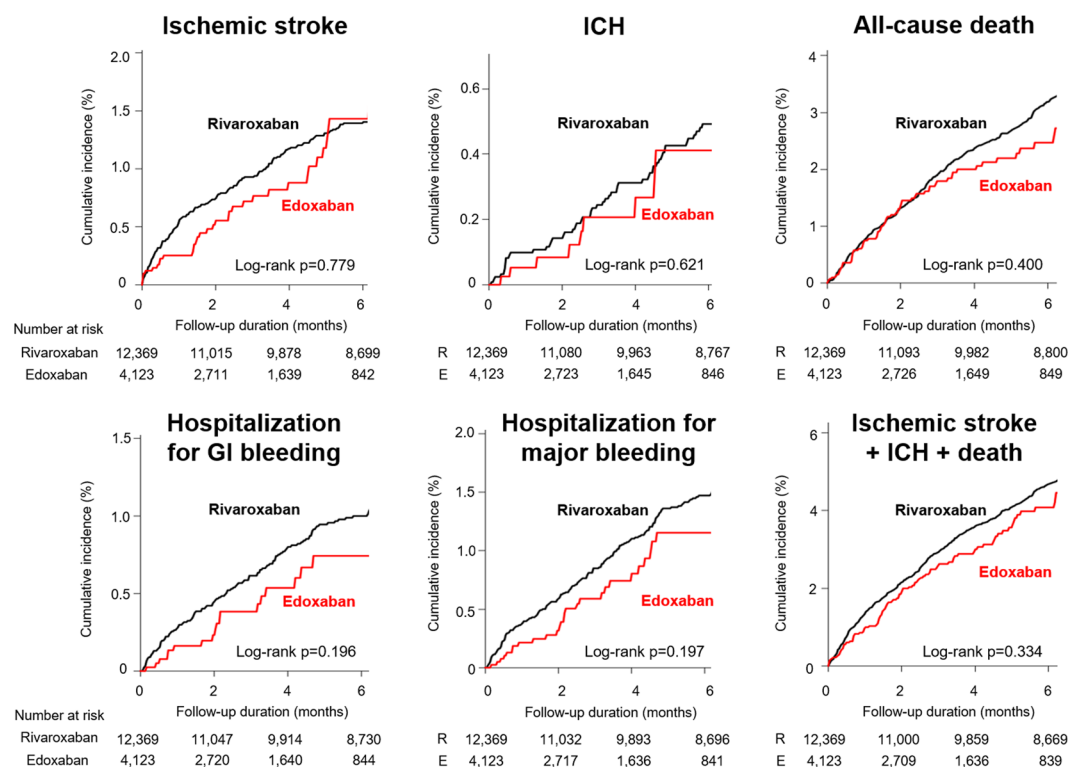 Ischemic stroke
2.0
1.5
1.0
0.5
0
Cumulative incidence (%)
Rivaroxaban
Edoxaban
Log-rank p=0.779
0 2 4 6
Follow-up duration (months)
Number at risk
Rivaroxaban 12,369 11,015 9,878 8,699
Edoxaban 4,123 2,711 1,639 842
ICH
0.6
0.4
0.2
0
Cumulative incidence (%)
Rivaroxaban
Edoxaban
Log-rank p=0.621
0 2 4 6
Follow-up duration (months)
R 12,369 11,080 9,963 8,767
E 4,123 2,723 1,645 846
All-cause death
4
3
2
1
0
Cumulative incidence (%)
Rivaroxaban
Edoxaban
Log-rank p=0.400
0 2 4 6
Follow-up duration (months)
R 12,369 11,093 9,982 8,800
E 4,123 2,726 1,649 849
Hospitalization
for GI bleeding
1.5
1.0
0.5
0
Cumulative incidence (%)
Rivaroxaban
Edoxaban
Log-rank p=0.196
0 2 4 6
Follow-up duration (months)
Number at risk
Rivaroxaban 12,369 11,047 9,914 8,730
Edoxaban 4,123 2,720 1,640 844
Hospitalization for
major bleeding
2.0
1.5
1.0
0.5
0
Cumulative incidence (%)
Rivaroxaban
Edoxaban
Log-rank p=0.197
0 2 4 6
Follow-up duration (months)
R 12,369 11,032 9,893 8,696
E 4,123 2,717 1,636 841
Ischemic stroke
+ ICH + death
6
4
2
0
Cumulative incidence (%)
Rivaroxaban
Edoxaban
Log-rank p=0.334
0 2 4 6
Follow-up duration (months)
R 12,369 11,000 9,859 8,669
E 4,123 2,709 1,636 839